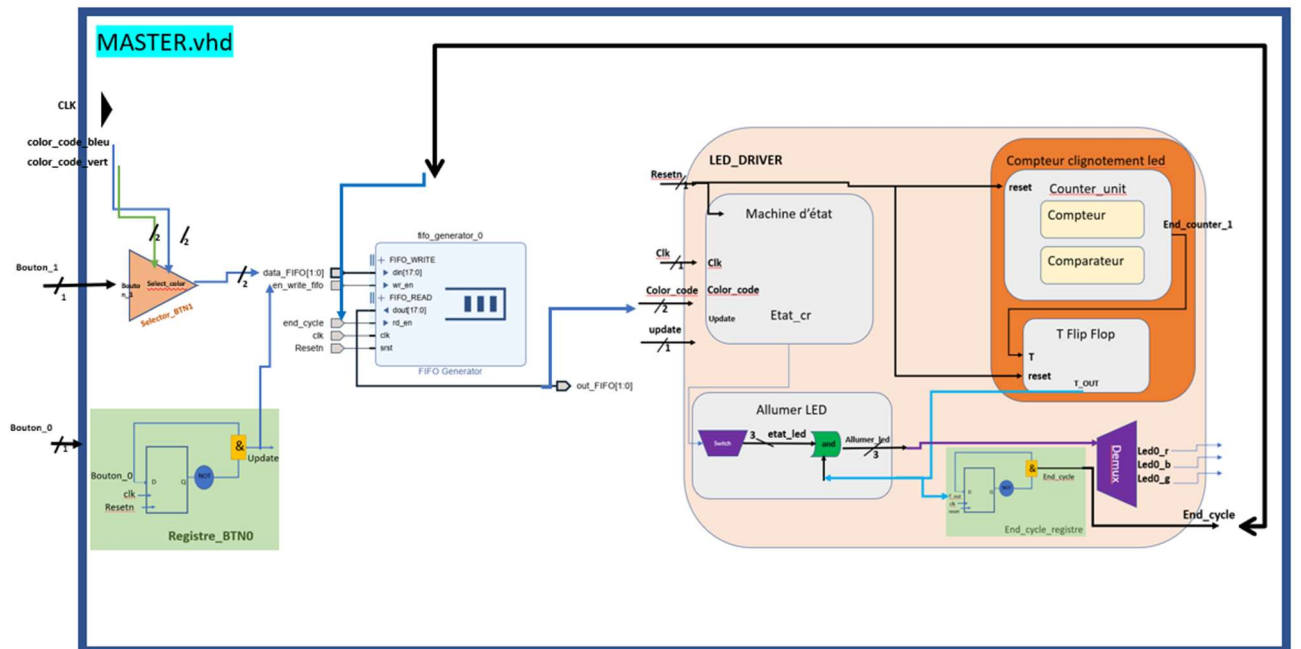 MASTER.vhd
CLK
color_code_bleu
color_code_vert
2
2
Bouton_1
1
Bouto
n_1
Select_color
2
Selector_BTN1
Bouton_0
1
Bouton_0
D
Q
NOT
&
Update
clk
Resetn
Registre_BTN0
fifo_generator_0
data_FIFO[1:0]
en_write_fifo
end_cycle
clk
Resetn
FIFO_WRITE
din[17:0]
wr_en
FIFO_READ
dout[17:0]
rd_en
clk
srst
FIFO Generator
out_FIFO[1:0]
LED_DRIVER
Resetn
1
Clk
1
Color_code
2
update
1
Machine d'état
Clk
Color_code
Update
Etat_cr
Compteur clignotement led
reset
Counter_unit
Compteur
Comparateur
End_counter_1
T Flip Flop
T
reset
T_OUT
Allumer LED
Switch
3
etat_led
and
Allumer_led
3
Demux
Led0_r
Led0_b
Led0_g
D
Q
NOT
&
End_cycle
clk
End_cycle_registre
End_cycle